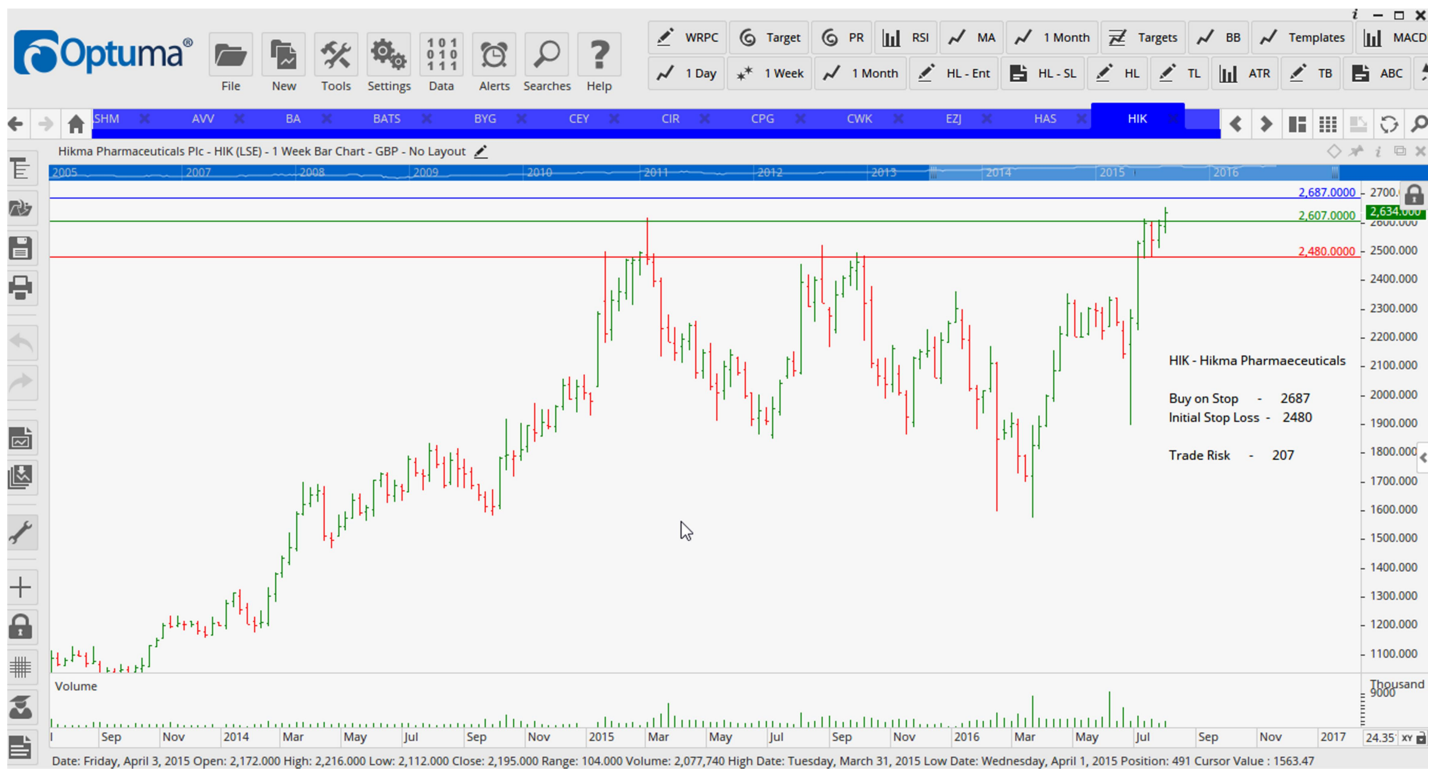 i
Optuma®
File New Tools Settings Data Alerts Searches Help
101
010
111
WRPC Target PR RSI MA 1 Month Targets BB Templates MACD
1 Day 1 Week 1 Month HL - Ent HL - SL HL TL ATR TB ABC
SHM AVV BA BATS BYG CEY CIR CPG CWK EZJ HAS HIK
Hikma Pharmaceuticals Plc - HIK (LSE) - 1 Week Bar Chart - GBP - No Layout
2005 2007 2008 2009 2010 2011 2012 2013 2014 2015 2016
2,687.0000
2700.
2,634.000
2,607.0000
2600.000
2,480.0000
2500.000
2400.000
2300.000
2200.000
2100.000
2000.000
1900.000
1800.000
1700.000
1600.000
1500.000
1400.000
1300.000
1200.000
1100.000
HIK - Hikma Pharmaeceuticals
Buy on Stop - 2687
Initial Stop Loss - 2480
Trade Risk - 207
Volume
Thousand
9000
Sep Nov 2014 Mar May Jul Sep Nov 2015 Mar May Jul Sep Nov 2016 Mar May Jul Sep Nov 2017 24.35 XY
Date: Friday, April 3, 2015 Open: 2,172.000 High: 2,216.000 Low: 2,112.000 Close: 2,195.000 Range: 104.000 Volume: 2,077,740 High Date: Tuesday, March 31, 2015 Low Date: Wednesday, April 1, 2015 Position: 491 Cursor Value : 1563.47